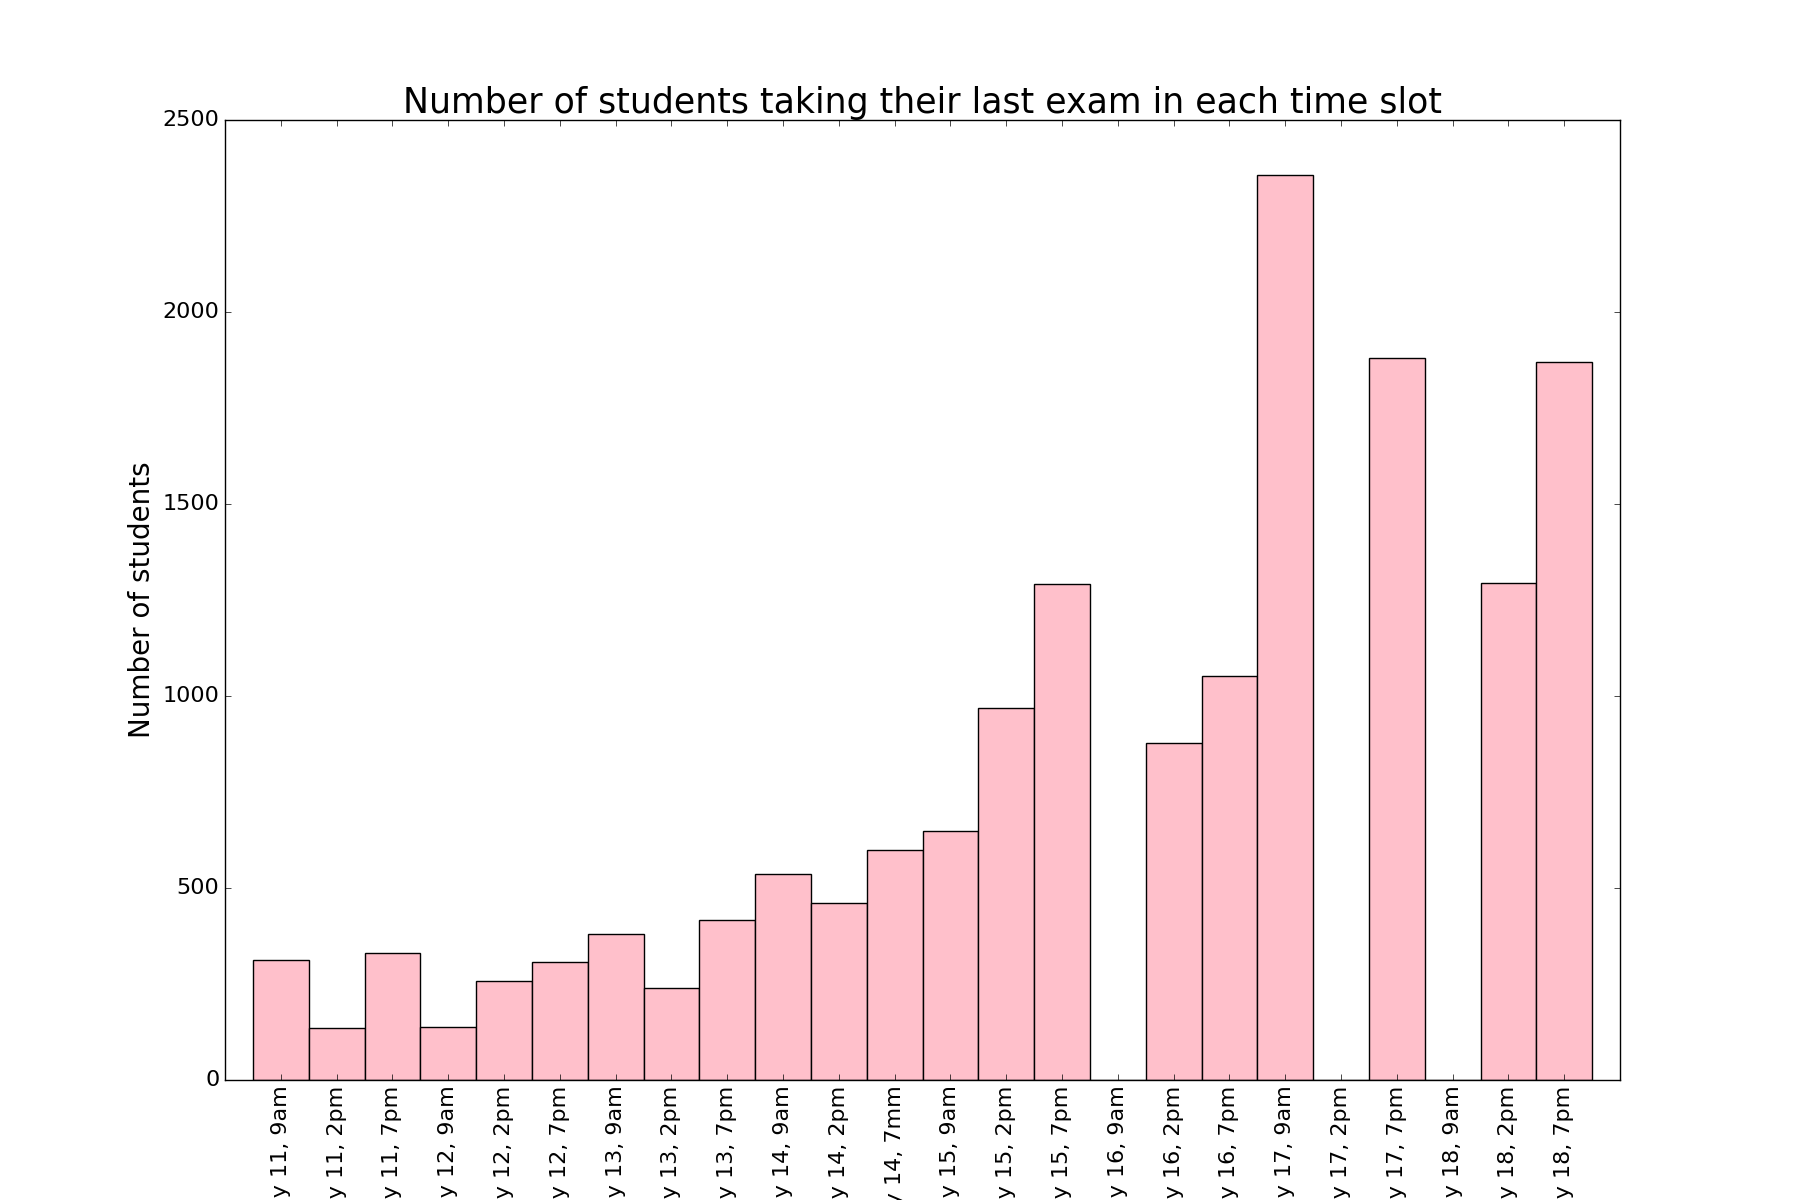 Number of students taking their last exam in each time slot
2500
2000
1500
1000
500
0
Number of students
y 11, 9am
y 11, 2pm
y 11, 7pm
y 12, 9am
y 12, 2pm
y 12, 7pm
y 13, 9am
y 13, 2pm
y 13, 7pm
y 14, 9am
y 14, 2pm
y 14, 7mm
y 15, 9am
y 15, 2pm
y 15, 7pm
y 16, 9am
y 16, 2pm
y 16, 7pm
y 17, 9am
y 17, 2pm
y 17, 7pm
y 18, 9am
y 18, 2pm
y 18, 7pm